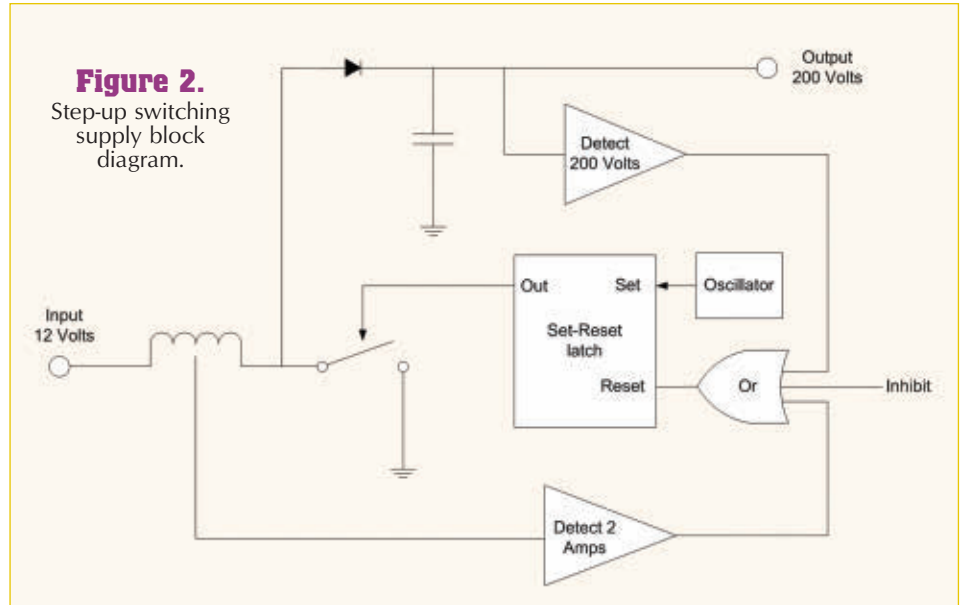 Figure 2.
Step-up switching
supply block
diagram.
Output
200 Volts
Detect
200 Volts
Out
Set
Oscillator
Input
12 Volts
Set-Reset
latch
Reset
Or
Inhibit
Detect 2
Amps